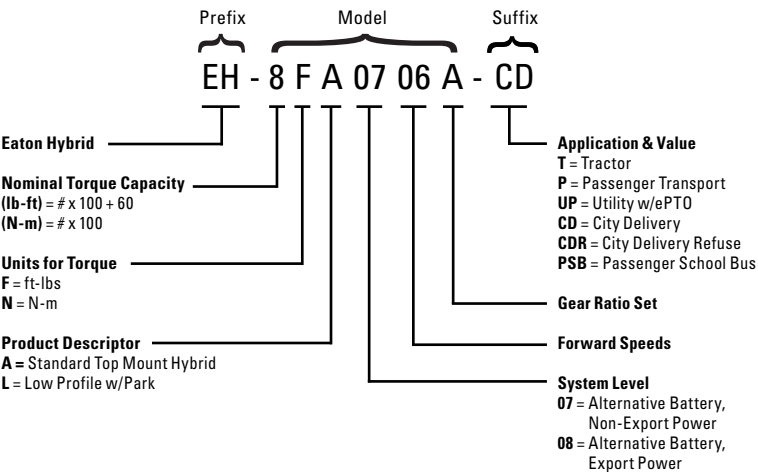 Prefix Model Suffix
EH - 8 F A 07 06 A - CD
Eaton Hybrid
Nominal Torque Capacity
(lb-ft) = # x 100 + 60
(N-m) = # x 100
Units for Torque
F = ft-lbs
N = N-m
Product Descriptor
A = Standard Top Mount Hybrid
L = Low Profile w/Park
Application & Value
T = Tractor
P = Passenger Transport
UP = Utility w/ePTO
CD = City Delivery
CDR = City Delivery Refuse
PSB = Passenger School Bus
Gear Ratio Set
Forward Speeds
System Level
07 = Alternative Battery,
Non-Export Power
08 = Alternative Battery,
Export Power